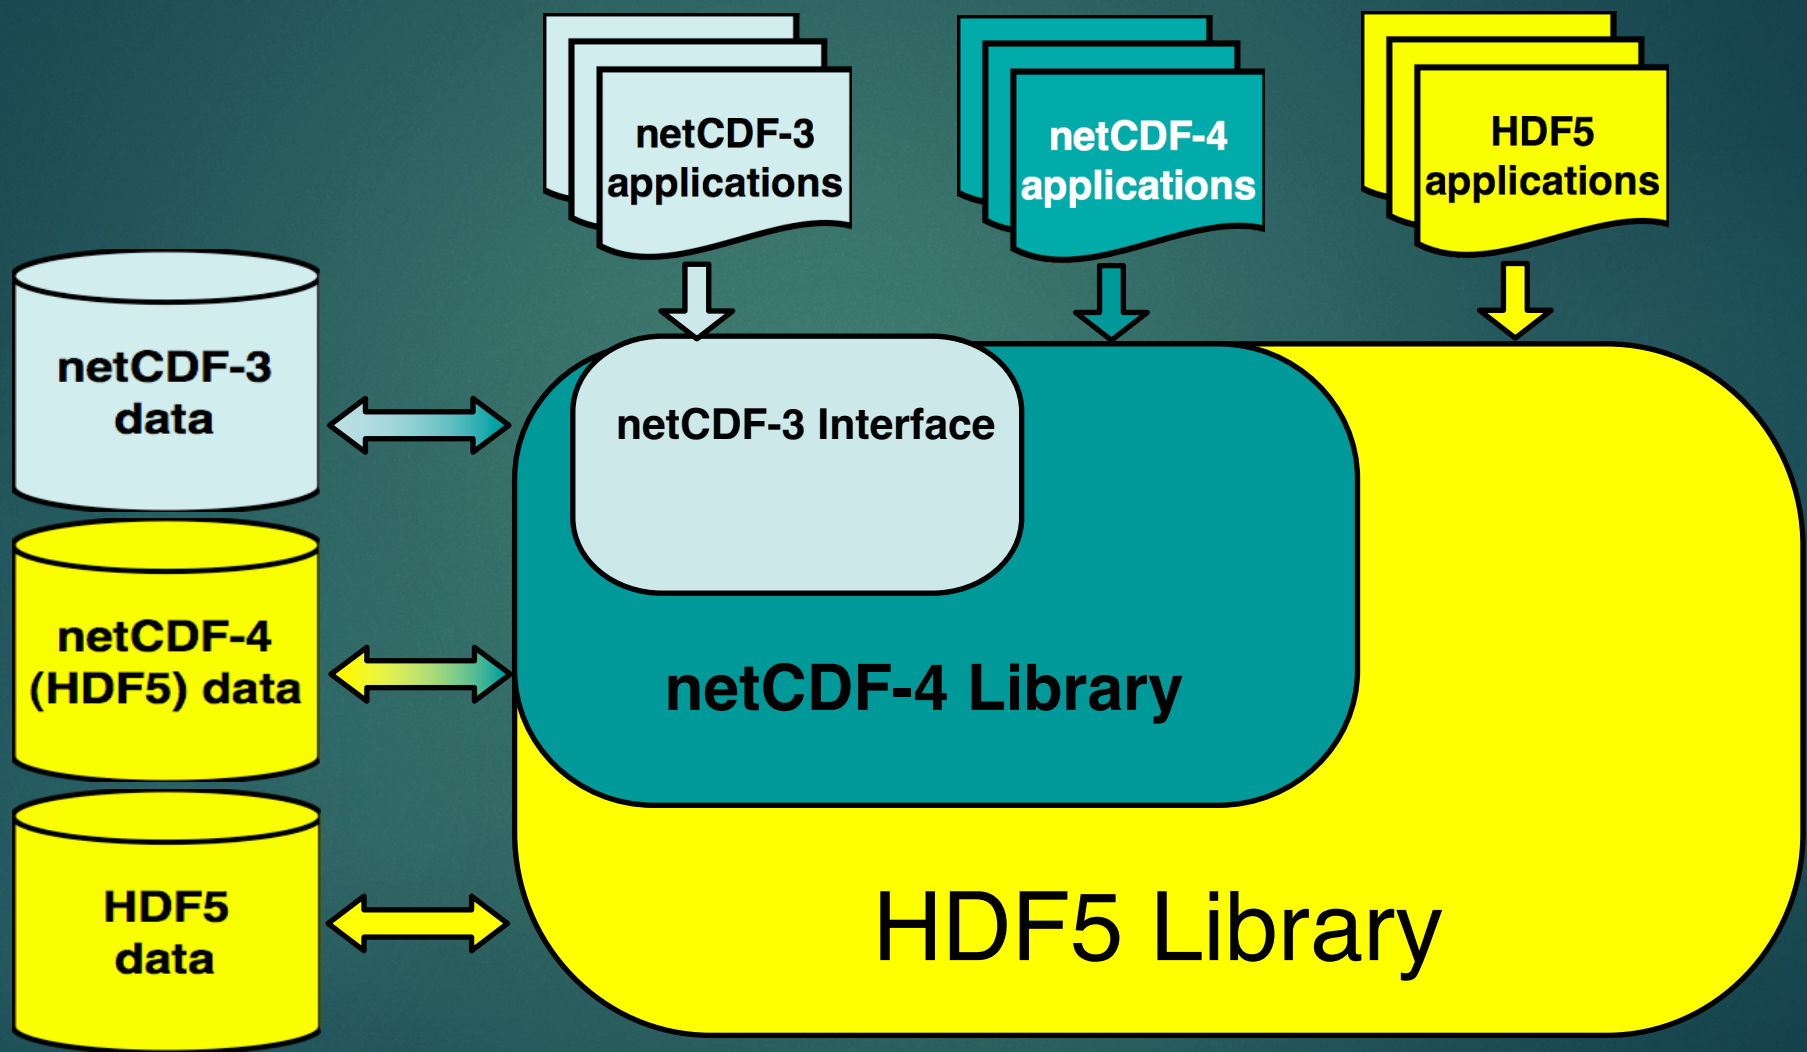 netCDF-3
applications
netCDF-4
applications
HDF5
applications
netCDF-3
data
netCDF-3 Interface
netCDF-4
(HDF5) data
netCDF-4 Library
HDF5
data
HDF5 Library